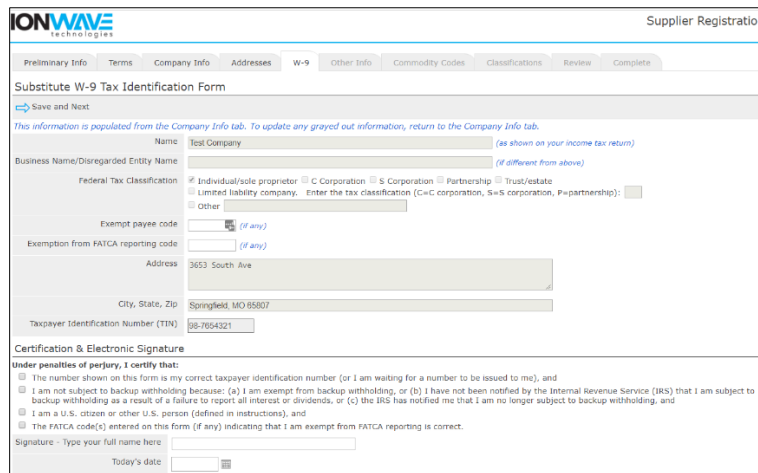 IONWAVE
technologies
Supplier Registratio
Preliminary Info Terms Company Info Addresses W-9 Other Info Commodity Codes Classifications Review Complete
Substitute W-9 Tax Identification Form
Save and Next
This information is populated from the Company Info tab. To update any grayed out information, return to the Company Info tab.
Name Test Company (as shown on your income tax return)
Business Name/Disregarded Entity Name (if different from above)
Federal Tax Classification Individual/sole proprietor C Corporation S Corporation Partnership Trust/estate
Limited liability company. Enter the tax classification (C=C corporation, S=S corporation, P=partnership):
Other
Exempt payee code (if any)
Exemption from FATCA reporting code (if any)
Address 3653 South Ave
City, State, Zip Springfield, MO 65807
Taxpayer Identification Number (TIN) 98-7654321
Certification & Electronic Signature
Under penalties of perjury, I certify that:
The number shown on this form is my correct taxpayer identification number (or I am waiting for a number to be issued to me), and
I am not subject to backup withholding because: (a) I am exempt from backup withholding, or (b) I have not been notified by the Internal Revenue Service (IRS) that I am subject to
backup withholding as a result of a failure to report all interest or dividends, or (c) the IRS has notified me that I am no longer subject to backup withholding, and
I am a U.S. citizen or other U.S. person (defined in instructions), and
The FATCA code(s) entered on this form (if any) indicating that I am exempt from FATCA reporting is correct.
Signature - Type your full name here
Today's date